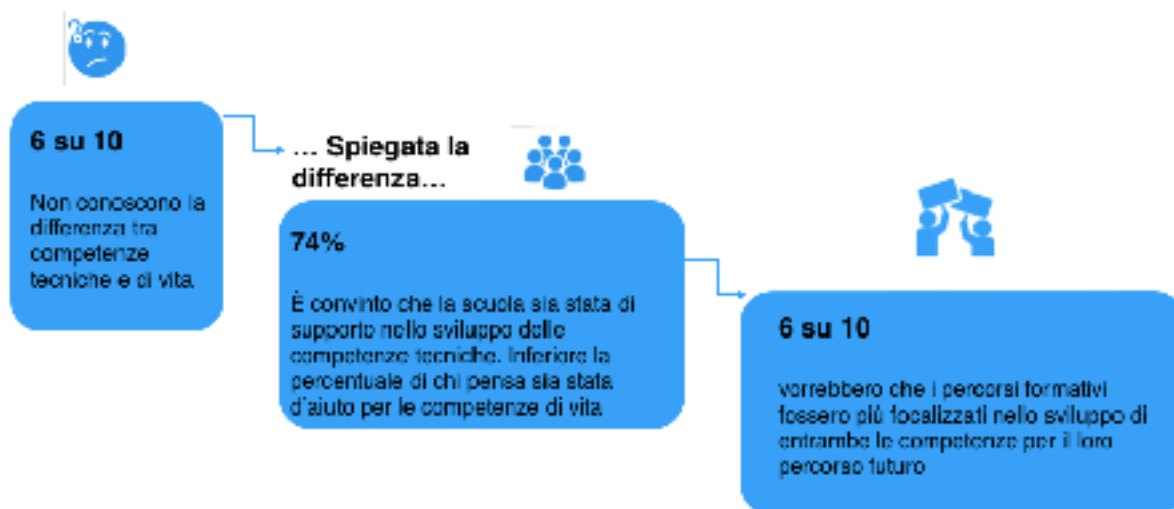 6 su 10
Non conoscono la
differenza tra
competenze
tecniche e di vita
... Spiegata la
differenza...
74%
È convinto che la scuola sia stata di
supporto nello sviluppo delle
competenze tecniche. Inferiore la
percentuale di chi pensa sia stata
d'aiuto per le competenze di vita
6 su 10
vorrebbero che i percorsi formativi
fossero più focalizzati nello sviluppo di
entrambe le competenze per il loro
percorso futuro